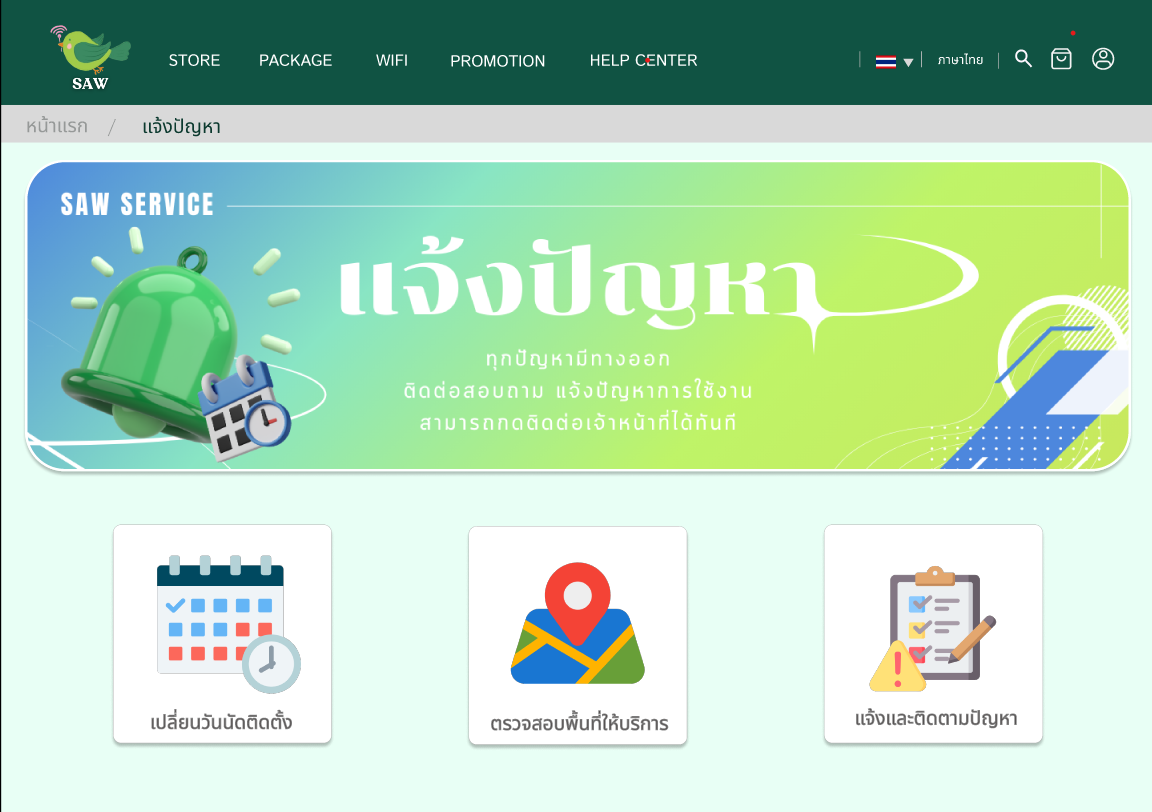 SAW
STORE PACKAGE WIFI PROMOTION HELP CENTER ภาษาไทย
หน้าแรก / แจ้งปัญหา
SAW SERVICE
แจ้งปัญหา
ทุกปัญหามีทางออก
ติดต่อสอบถาม แจ้งปัญหาการใช้งาน
สามารถกดติดต่อเจ้าหน้าที่ได้ทันที
เปลี่ยนวันนัดติดตั้ง
ตรวจสอบพื้นที่ให้บริการ
แจ้งและติดตามปัญหา